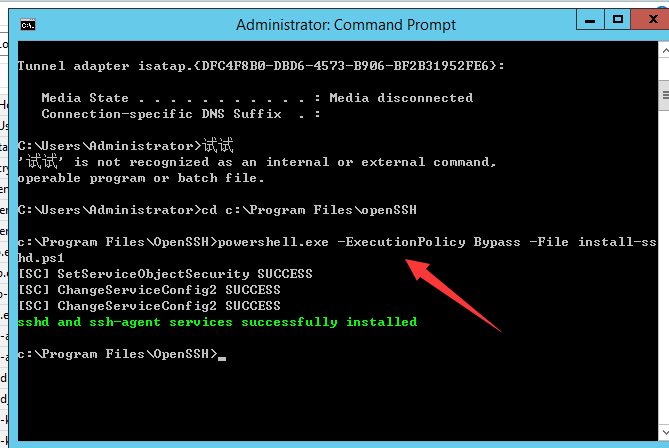 Administrator: Command Prompt
Tunnel adapter isatap.{DFC4F8B0-DBD6-4573-B906-BF2B31952FE6}:
Media State . . . . . . . . . . . : Media disconnected
Connection-specific DNS Suffix  . :
C:\Users\Administrator>试试
'试试' is not recognized as an internal or external command,
operable program or batch file.
C:\Users\Administrator>cd c:\Program Files\openSSH
c:\Program Files\OpenSSH>powershell.exe -ExecutionPolicy Bypass -File install-ss
hd.ps1
[SC] SetServiceObjectSecurity SUCCESS
[SC] ChangeServiceConfig2 SUCCESS
[SC] ChangeServiceConfig2 SUCCESS
sshd and ssh-agent services successfully installed
c:\Program Files\OpenSSH>